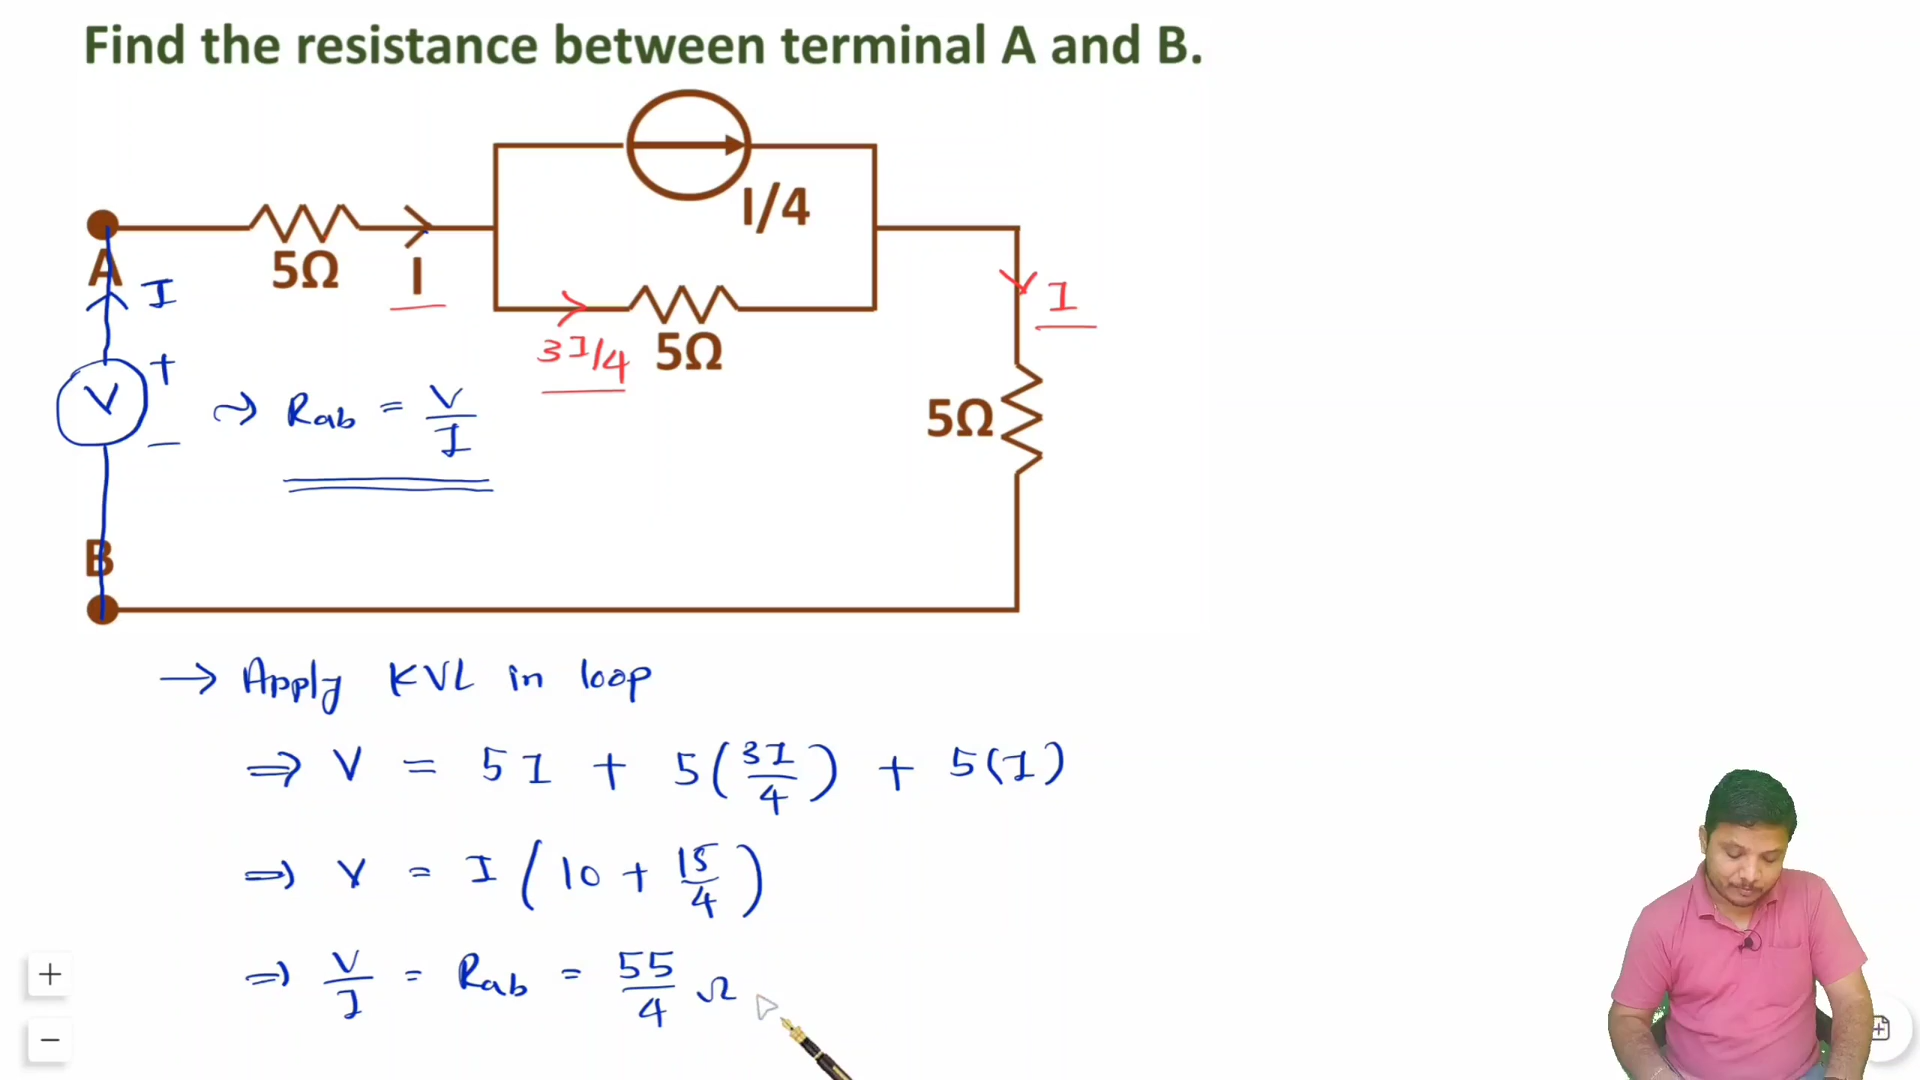 Find the resistance between terminal A and B.
I/4
A
5Ω
I
I
I
3I/4
5Ω
V
+
−
→ Rab = V/I
5Ω
B
→ Apply KVL in loop
⇒ V = 5I + 5(3I/4) + 5(I)
⇒ V = I(10 + 15/4)
⇒ V/I = Rab = 55/4 Ω
+
−